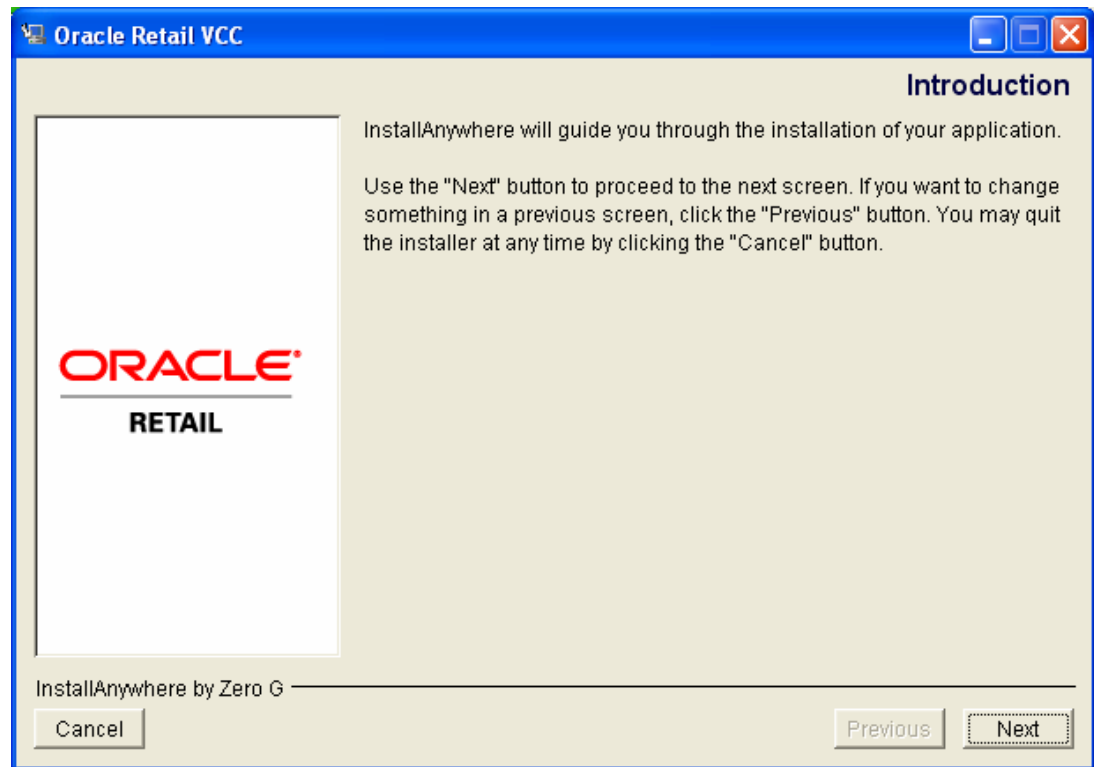 Oracle Retail VCC
Introduction
InstallAnywhere will guide you through the installation of your application.
Use the "Next" button to proceed to the next screen. If you want to change
something in a previous screen, click the "Previous" button. You may quit
the installer at any time by clicking the "Cancel" button.
ORACLE®
RETAIL
InstallAnywhere by Zero G
Cancel
Previous
Next